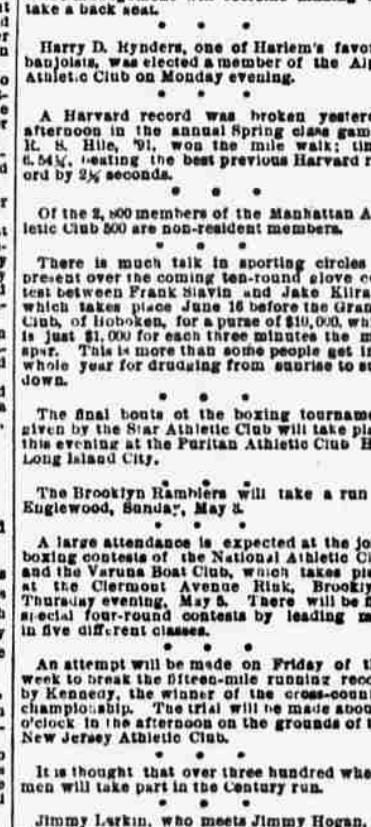 take a back seat.
Harry D. Kynders, one of Harlem's favor
banjoists, was elected a member of the Alp
Athletic Club on Monday evening.
A Harvard record was broken yester
afternoon in the annual Spring class gam
R. S. Hile, '91, won the mile walk; tim
6.54¼, beating the best previous Harvard r
ord by 2⅘ seconds.
Of the 2,800 members of the Manhattan A
letic Club 500 are non-resident members.
There is much talk in sporting circles
present over the coming ten-round glove co
test between Frank Slavin and Jake Kilra
which takes place June 16 before the Gran
Club, of Hoboken, for a purse of $10,000, wh
is just $1,000 for each three minutes the m
spar. This is more than some people get i
whole year for drudging from sunrise to su
down.
The final bouts of the boxing tourname
given by the Star Athletic Club will take pla
this evening at the Puritan Athletic Club H
Long Island City.
The Brooklyn Ramblers will take a run
Englewood, Sunday, May 3.
A large attendance is expected at the jo
boxing contests of the National Athletic Cl
and the Varuna Boat Club, which takes pla
at the Clermont Avenue Rink, Brookly
Thursday evening, May 5. There will be f
special four-round contests by leading m
in five different classes.
An attempt will be made on Friday of t
week to break the fifteen-mile running reco
by Kennedy, the winner of the cross-count
championship. The trial will be made abou
o'clock in the afternoon on the grounds of t
New Jersey Athletic Club.
It is thought that over three hundred whe
men will take part in the Century run.
Jimmy Larkin, who meets Jimmy Hogan,